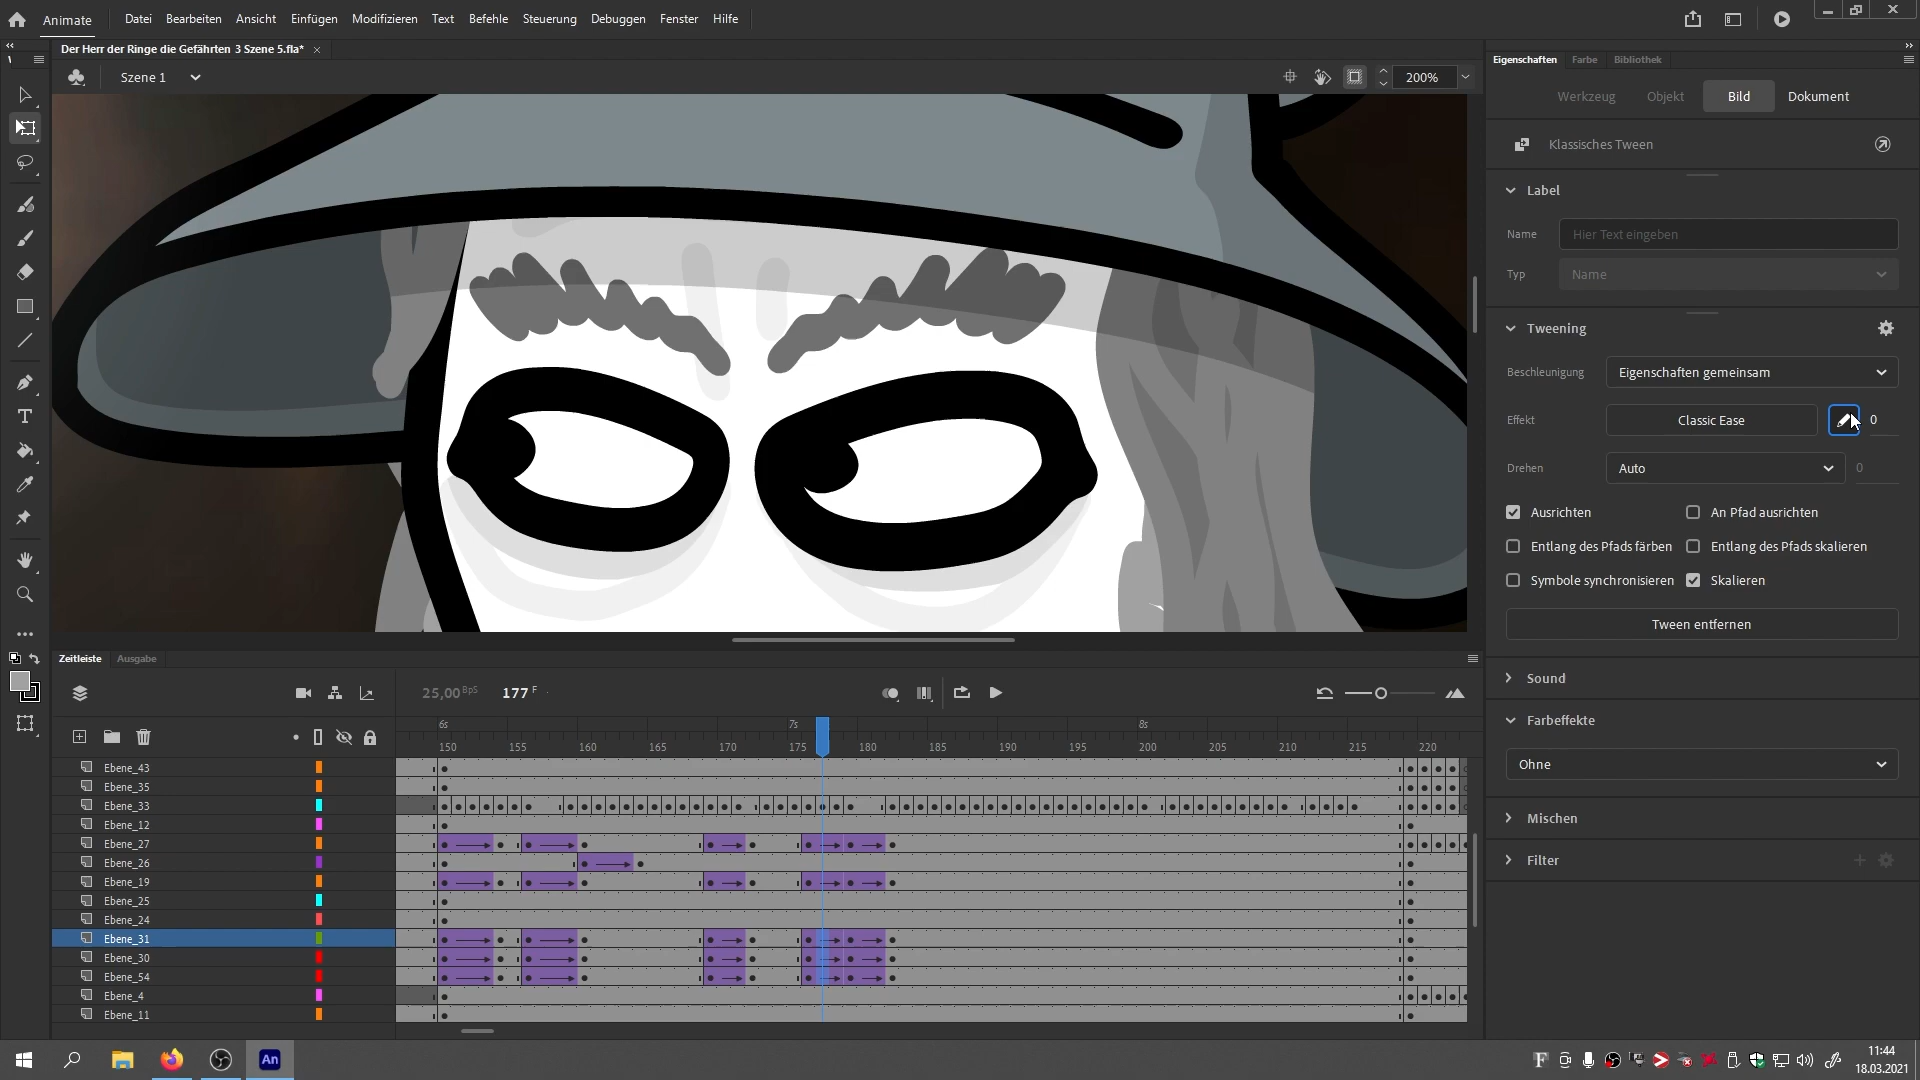 Animate
Datei Bearbeiten Ansicht Einfügen Modifizieren Text Befehle Steuerung Debuggen Fenster Hilfe
Der Herr der Ringe die Gefährten 3 Szene 5.fla*
Szene 1
200%
Eigenschaften Farbe Bibliothek
Werkzeug Objekt Bild Dokument
Klassisches Tween
Label
Name Hier Text eingeben
Typ Name
Tweening
Beschleunigung Eigenschaften gemeinsam
Effekt Classic Ease 0
Drehen Auto 0
Ausrichten An Pfad ausrichten
Entlang des Pfads färben Entlang des Pfads skalieren
Symbole synchronisieren Skalieren
Tween entfernen
Sound
Farbeffekte
Ohne
Mischen
Filter
Zeitleiste Ausgabe
25,00 BpS 177 F
6s 7s 8s
150 155 160 165 170 175 180 185 190 195 200 205 210 215 220
Ebene_43
Ebene_35
Ebene_33
Ebene_12
Ebene_27
Ebene_26
Ebene_19
Ebene_25
Ebene_24
Ebene_31
Ebene_30
Ebene_54
Ebene_4
Ebene_11
An
11:44
18.03.2021